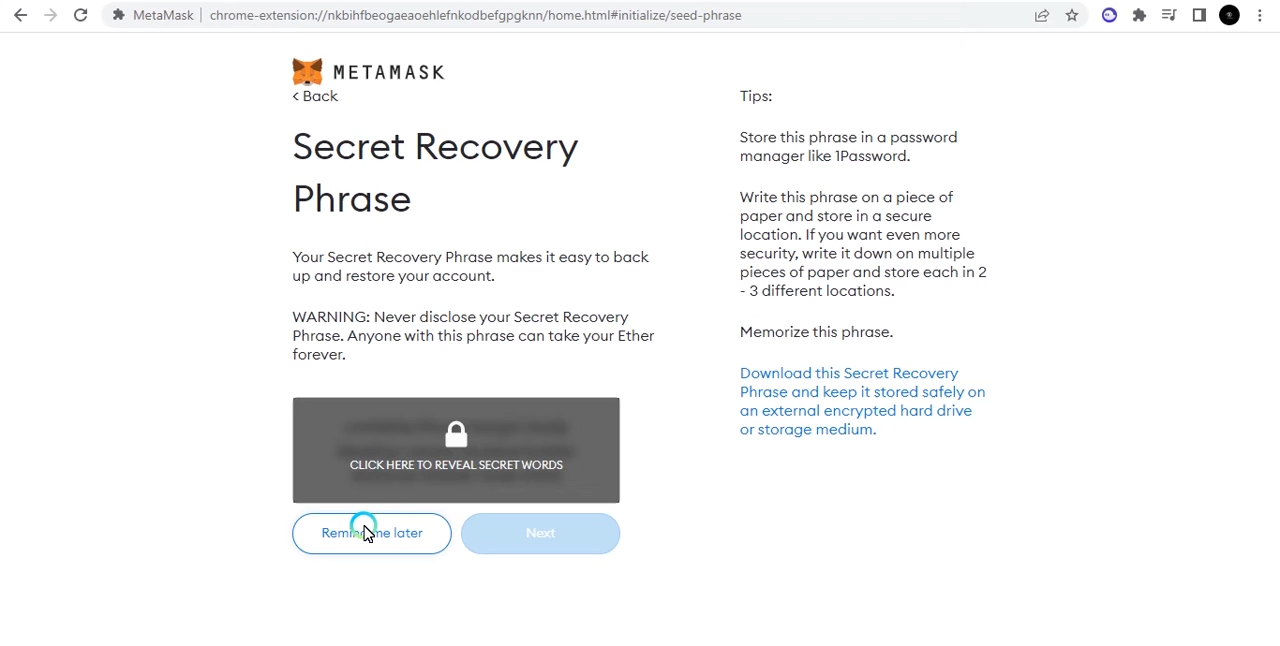 MetaMask
chrome-extension://nkbihfbeogaeaoehlefnkodbefgpgknn/home.html#initialize/seed-phrase
METAMASK
< Back
Secret Recovery
Phrase
Your Secret Recovery Phrase makes it easy to back
up and restore your account.
WARNING: Never disclose your Secret Recovery
Phrase. Anyone with this phrase can take your Ether
forever.
CLICK HERE TO REVEAL SECRET WORDS
Remind me later
Next
Tips:
Store this phrase in a password
manager like 1Password.
Write this phrase on a piece of
paper and store in a secure
location. If you want even more
security, write it down on multiple
pieces of paper and store each in 2
- 3 different locations.
Memorize this phrase.
Download this Secret Recovery
Phrase and keep it stored safely on
an external encrypted hard drive
or storage medium.